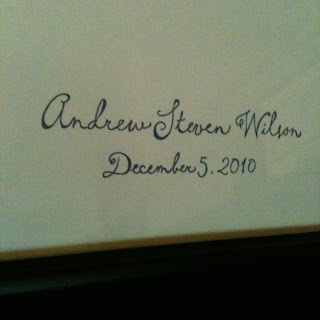 Andrew Steven Wilson
December 5, 2010